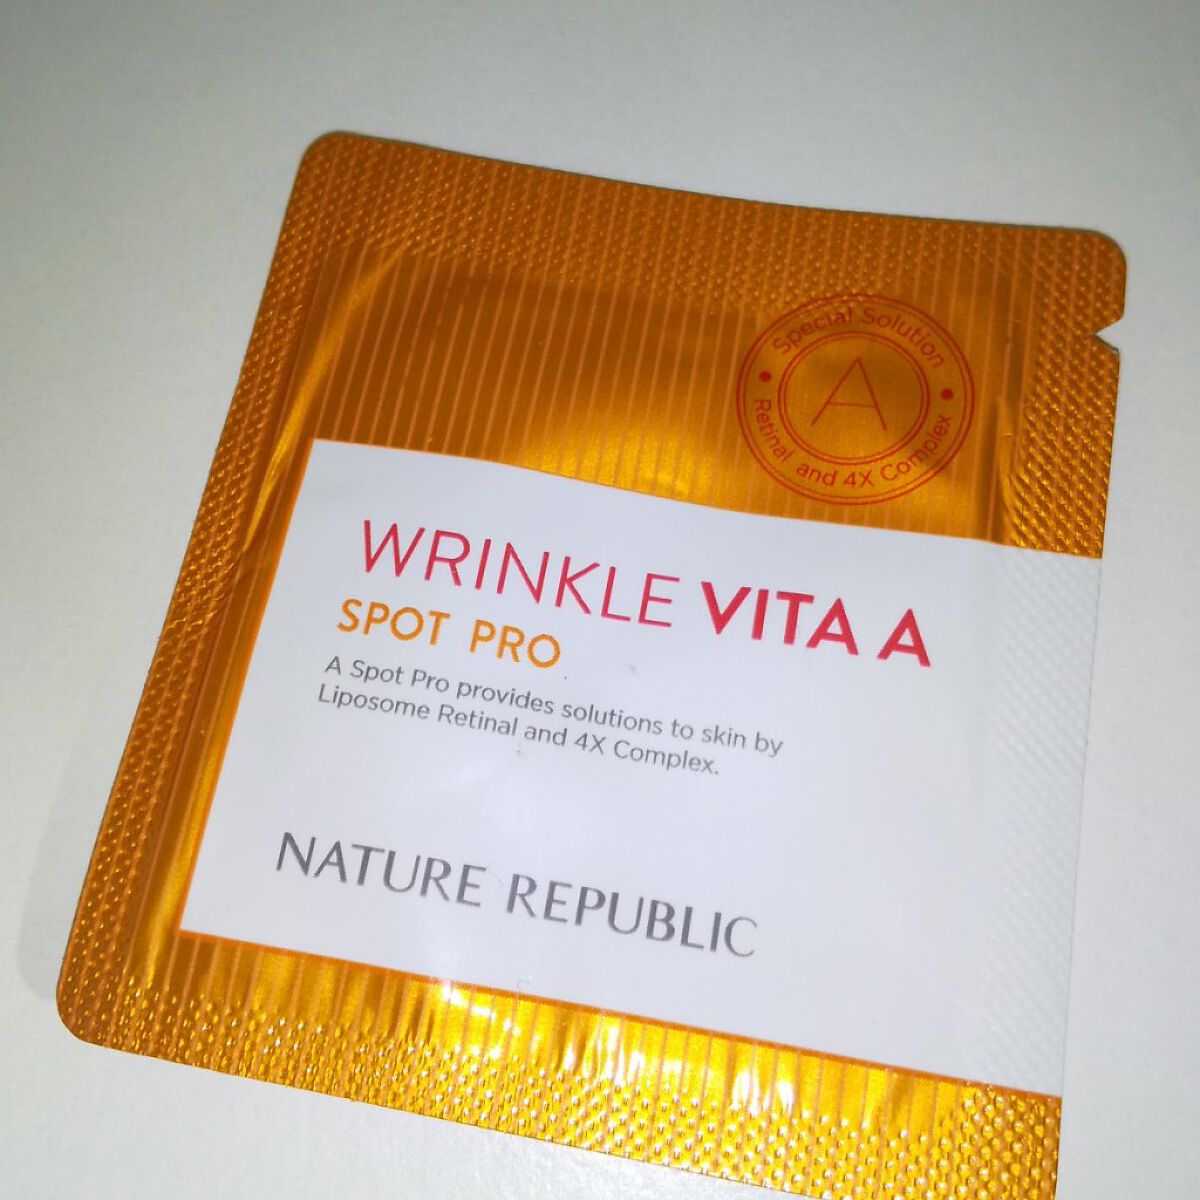 Special Solution
A
Retinal and 4X Complex
WRINKLE VITA A
SPOT PRO
A Spot Pro provides solutions to skin by
Liposome Retinal and 4X Complex.
NATURE REPUBLIC